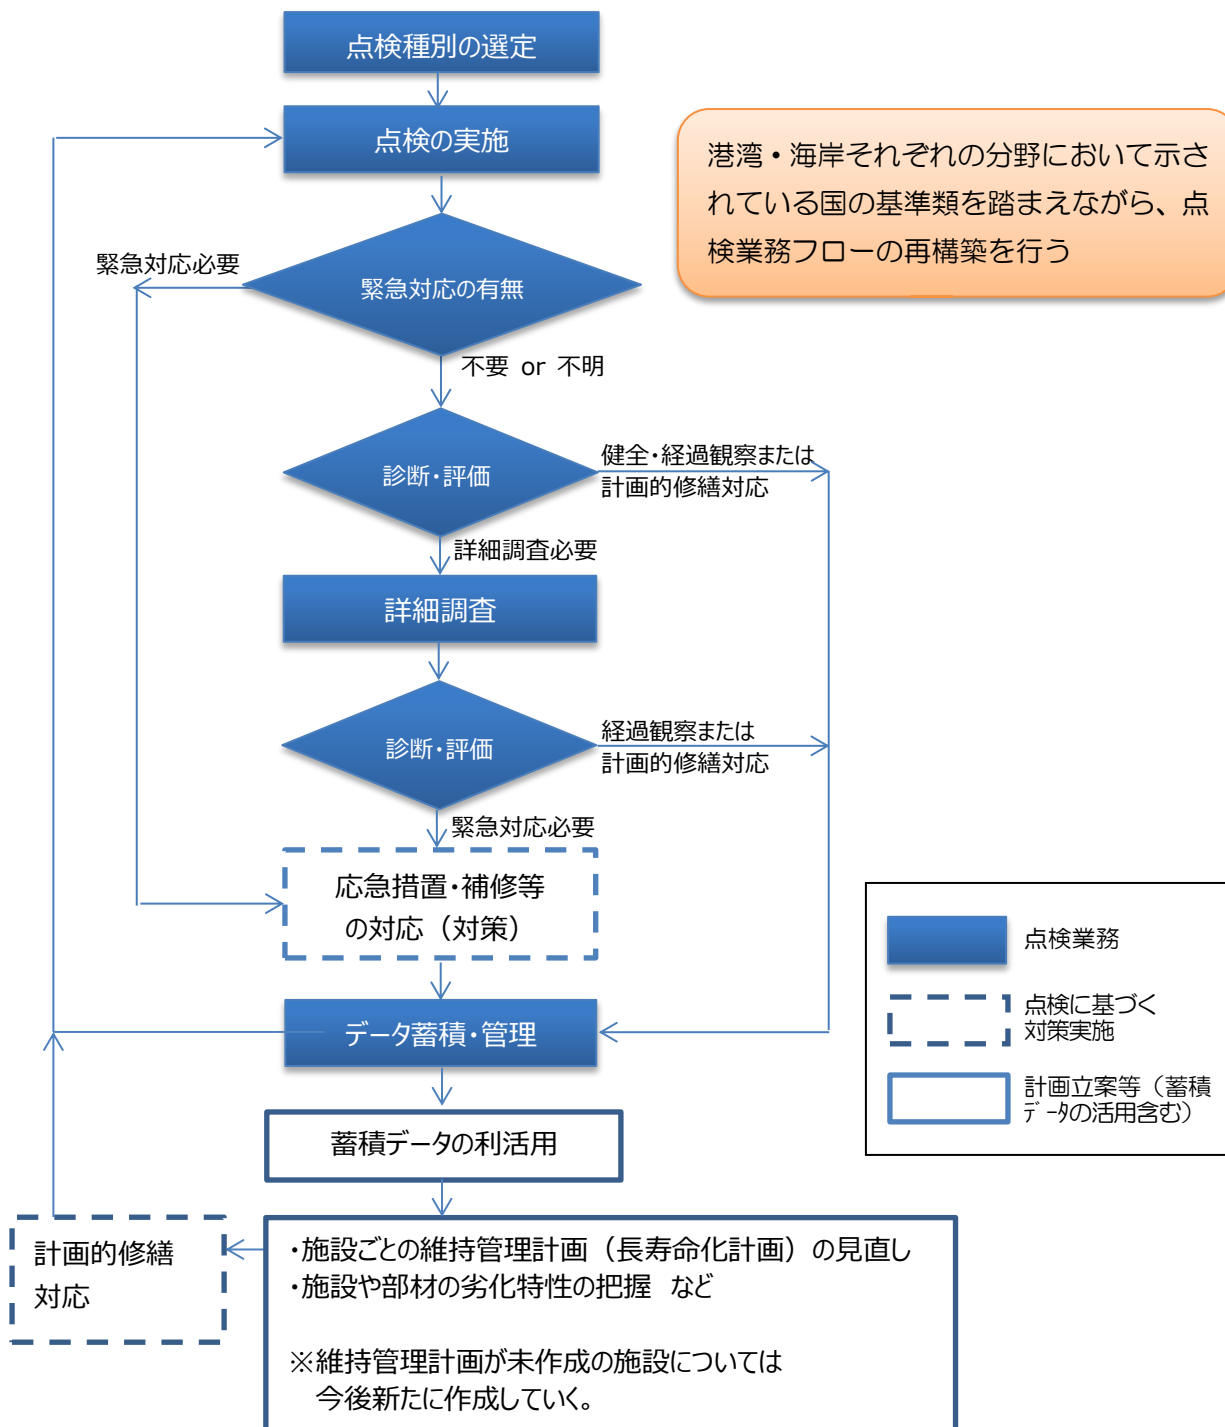 点検種別の選定
点検の実施
港湾・海岸それぞれの分野において示さ
れている国の基準類を踏まえながら、点
検業務フローの再構築を行う
緊急対応必要
緊急対応の有無
不要 or 不明
診断・評価
健全・経過観察または
計画的修繕対応
詳細調査必要
詳細調査
診断・評価
経過観察または
計画的修繕対応
緊急対応必要
応急措置・補修等
の対応（対策）
データ蓄積・管理
点検業務
点検に基づく
対策実施
計画立案等（蓄積
データの活用含む）
蓄積データの利活用
計画的修繕
対応
・施設ごとの維持管理計画（長寿命化計画）の見直し
・施設や部材の劣化特性の把握 など
※維持管理計画が未作成の施設については
今後新たに作成していく。